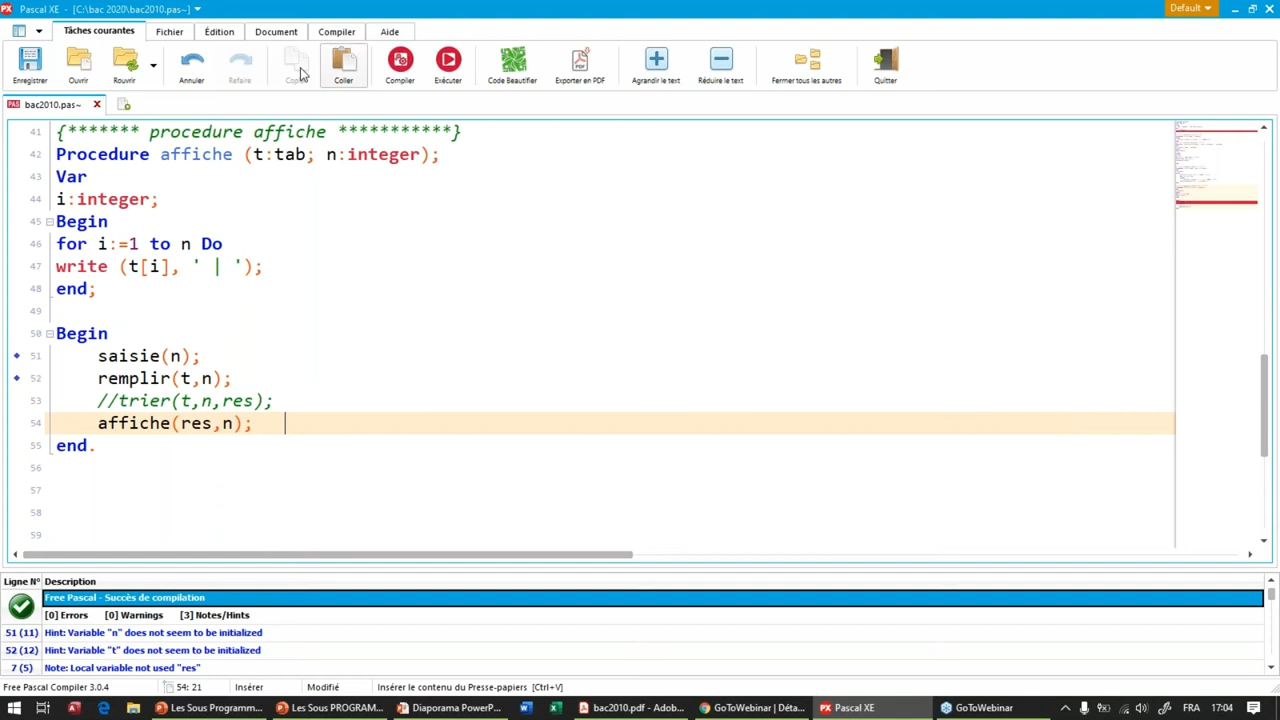 Pascal XE - [C:\bac 2020\bac2010.pas~]
Default
Tâches courantes Fichier Édition Document Compiler Aide
Enregistrer Ouvrir Rouvrir Annuler Refaire Coller Compiler Exécuter Code Beautifier Exporter en PDF Agrandir le text Réduire le text Fermer tous les autres Quitter
bac2010.pas~
41 {******* procedure affiche ***********}
42 Procedure affiche (t:tab; n:integer);
43 Var
44 i:integer;
45 Begin
46 for i:=1 to n Do
47 write (t[i], ' | ');
48 end;
49
50 Begin
51 saisie(n);
52 remplir(t,n);
53 //trier(t,n,res);
54 affiche(res,n);
55 end.
56
57
58
59
Ligne N° Description
Free Pascal - Succès de compilation
[0] Errors [0] Warnings [3] Notes/Hints
51 (11) Hint: Variable "n" does not seem to be initialized
52 (12) Hint: Variable "t" does not seem to be initialized
7 (5) Note: Local variable not used "res"
Free Pascal Compiler 3.0.4 54: 21 Insérer Modifié Insérer le contenu du Presse-papiers [Ctrl+V]
Les Sous Programm... Les Sous PROGRAM... Diaporama PowerP... bac2010.pdf - Adob... GoToWebinar | Déta... Pascal XE GoToWebinar FRA 17:04